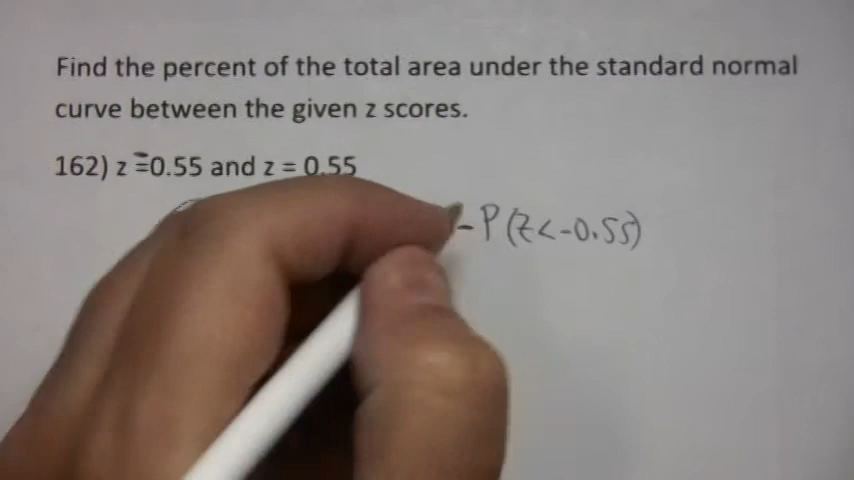 Find the percent of the total area under the standard normal
curve between the given z scores.
162) z =-0.55 and z = 0.55
- P(Z<-0.55)